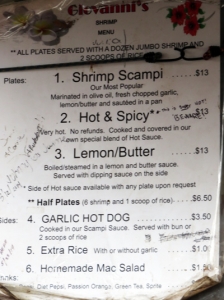 Giovanni's
SHRIMP
MENU
**ALL PLATES SERVED WITH A DOZEN JUMBO SHRIMP AND
2 SCOOPS OF RICE
Plates: 1. Shrimp Scampi ....$13
Our Most Popular
Marinated in olive oil, fresh chopped garlic,
lemon/butter and sautéed in a pan
2. Hot & Spicy* $13
Very hot. No refunds. Cooked and covered in our
own special blend of Hot Sauce.
3. Lemon/Butter $13
Boiled/steamed in a lemon and butter sauce.
Served with dipping sauce on the side
* Side of Hot sauce available with any plate upon request
** Half Plates (6 shrimp and 1 scoop of rice) $6.50
Sides: 4. GARLIC HOT DOG $3.50
Cooked in our Scampi Sauce. Served with bun or
2 scoops of rice
5. Extra Rice With or without garlic $1.
6. Homemade Mac Salad $1.
Diet Pepsi, Passion Orange, Green Tea, Sprite